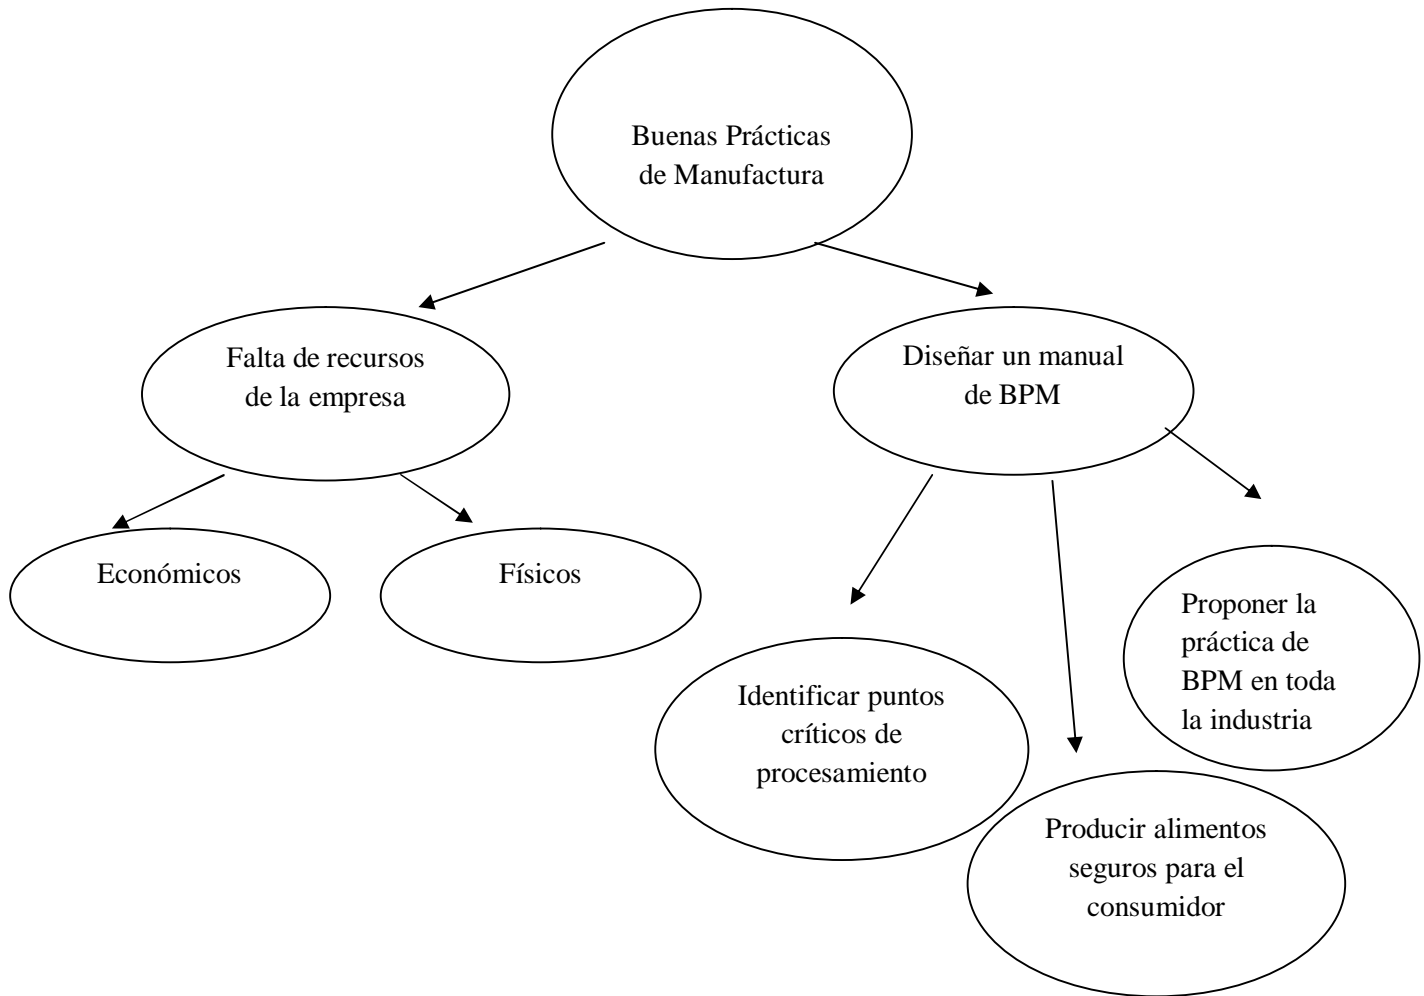 Buenas Prácticas
de Manufactura
Falta de recursos
de la empresa
Diseñar un manual
de BPM
Económicos
Físicos
Identificar puntos
críticos de
procesamiento
Producir alimentos
seguros para el
consumidor
Proponer la
práctica de
BPM en toda
la industria